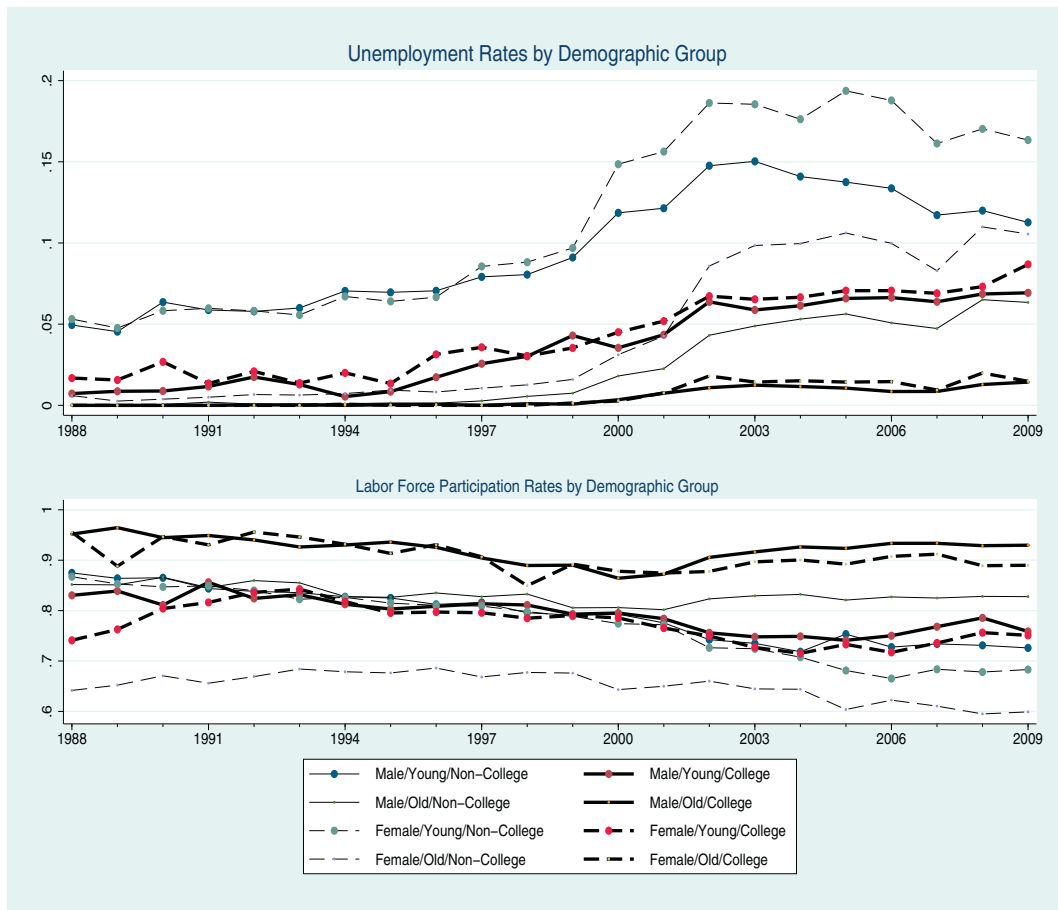 Unemployment Rates by Demographic Group
.2
.15
.1
.05
0
1988 1991 1994 1997 2000 2003 2006 2009
Labor Force Participation Rates by Demographic Group
1
.9
.8
.7
.6
1988 1991 1994 1997 2000 2003 2006 2009
Male/Young/Non−College Male/Young/College
Male/Old/Non−College Male/Old/College
Female/Young/Non−College Female/Young/College
Female/Old/Non−College Female/Old/College